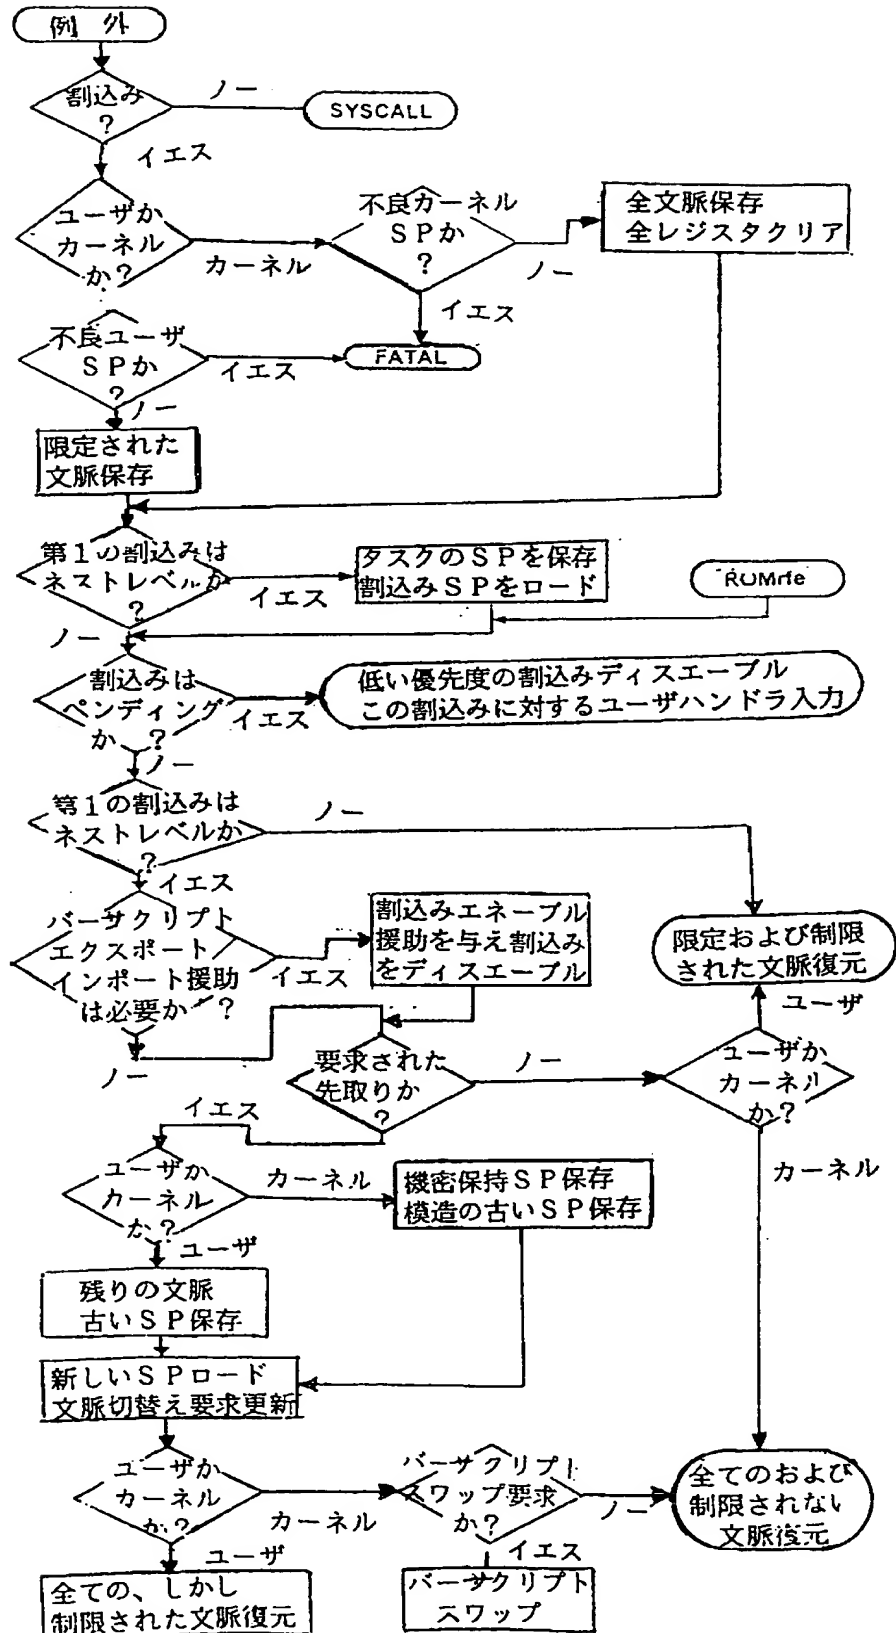 例外
割込み
?
ノー
SYSCALL
イエス
ユーザか
カーネル
か?
カーネル
不良カーネル
SPか
?
ノー
全文脈保存
全レジスタクリア
イエス
FATAL
不良ユーザ
SPか
?
イエス
ノー
限定された
文脈保存
第1の割込みは
ネストレベルか
?
イエス
タスクのSPを保存
割込みSPをロード
ROMrfe
ノー
割込みは
ペンディング
か?
イエス
低い優先度の割込みディスエーブル
この割込みに対するユーザハンドラ入力
ノー
第1の割込みは
ネストレベルか
?
ノー
イエス
バーサクリプト
エクスポート
インポート援助
は必要か?
イエス
割込みエネーブル
援助を与え割込み
をディスエーブル
限定および制限
された文脈復元
ユーザ
ノー
要求された
先取りか
?
ノー
ユーザか
カーネル
か?
イエス
カーネル
ユーザか
カーネル
か?
カーネル
機密保持SP保存
模造の古いSP保存
ユーザ
残りの文脈
古いSP保存
新しいSPロード
文脈切替え要求更新
ユーザか
カーネル
か?
カーネル
バーサクリプト
スワップ要求
か?
ノー
全てのおよび
制限されない
文脈復元
ユーザ
イエス
全ての、しかし
制限された文脈復元
バーサクリプト
スワップ